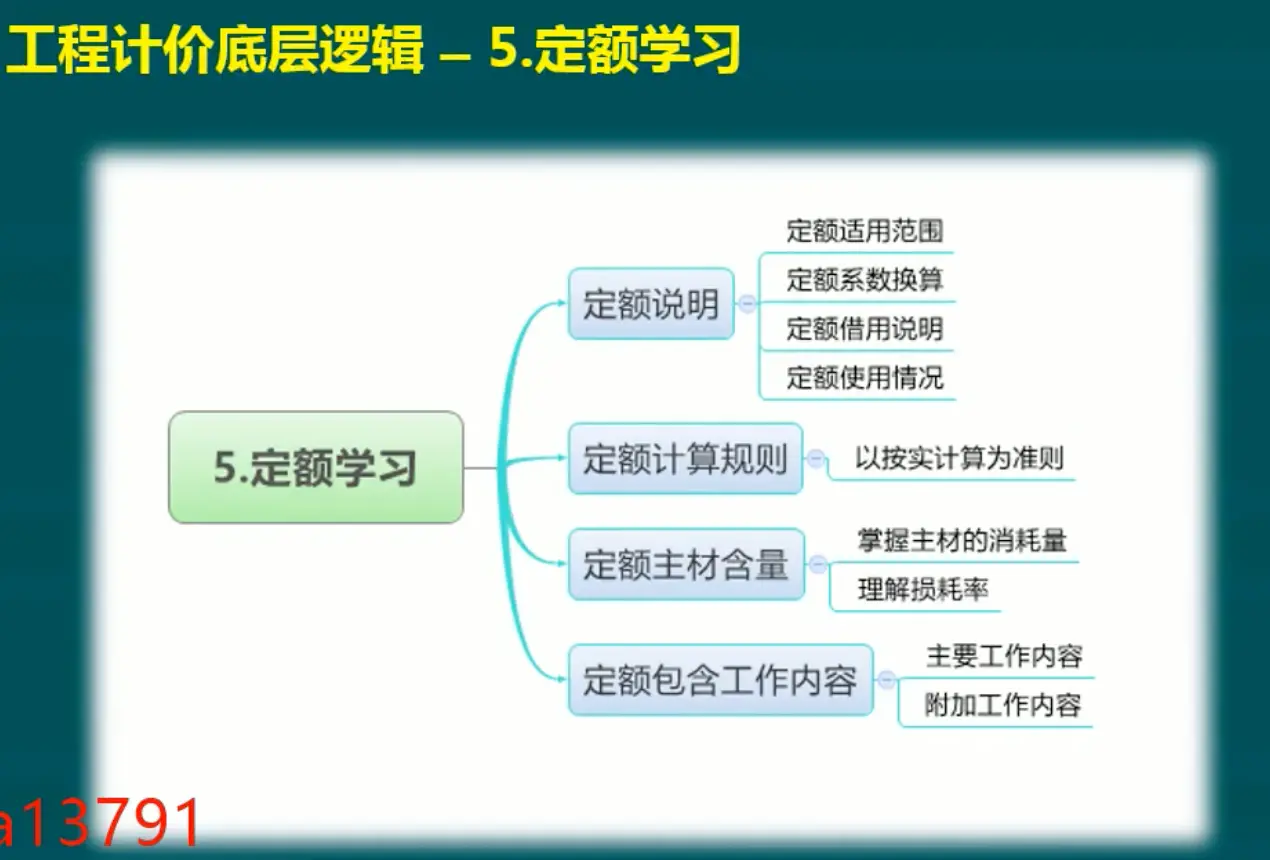 工程计价底层逻辑 – 5.定额学习
5.定额学习
定额说明
定额适用范围
定额系数换算
定额借用说明
定额使用情况
定额计算规则
以按实计算为准则
定额主材含量
掌握主材的消耗量
理解损耗率
定额包含工作内容
主要工作内容
附加工作内容
a13791